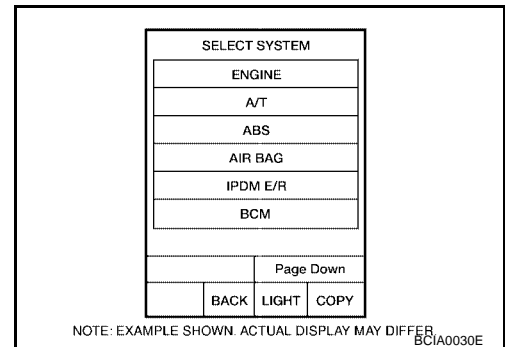 SELECT SYSTEM
ENGINE
A/T
ABS
AIR BAG
IPDM E/R
BCM
Page Down
BACK LIGHT COPY
NOTE: EXAMPLE SHOWN. ACTUAL DISPLAY MAY DIFFER.
BCIA0030E